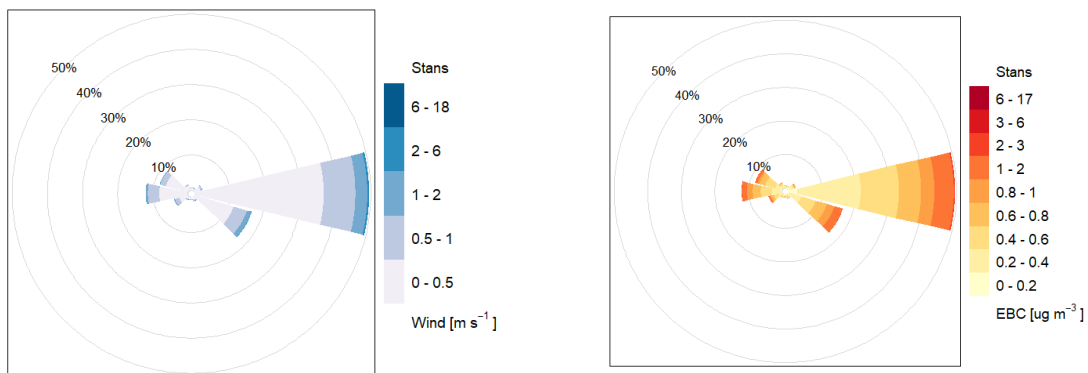 50%
40%
30%
20%
10%
Stans
6 - 18
2 - 6
1 - 2
0.5 - 1
0 - 0.5
Wind [m s⁻¹ ]
50%
40%
30%
20%
10%
Stans
6 - 17
3 - 6
2 - 3
1 - 2
0.8 - 1
0.6 - 0.8
0.4 - 0.6
0.2 - 0.4
0 - 0.2
EBC [ug m⁻³ ]